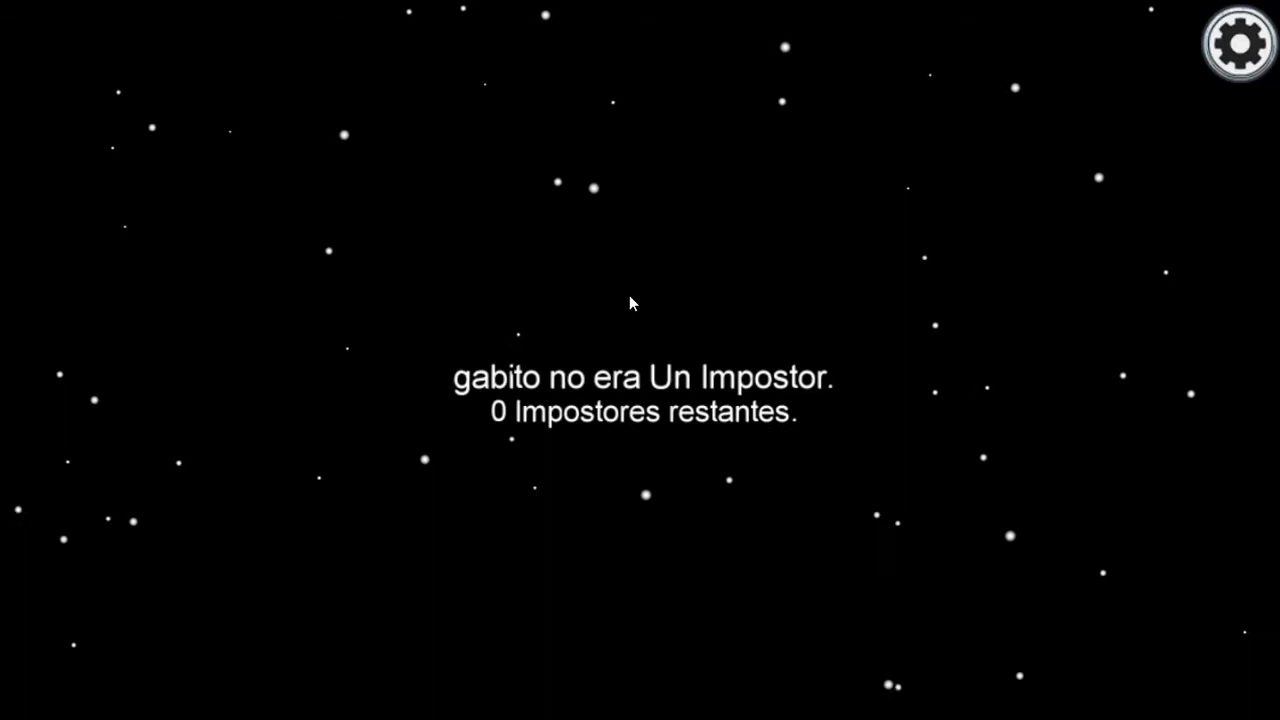 gabito no era Un Impostor.
0 Impostores restantes.